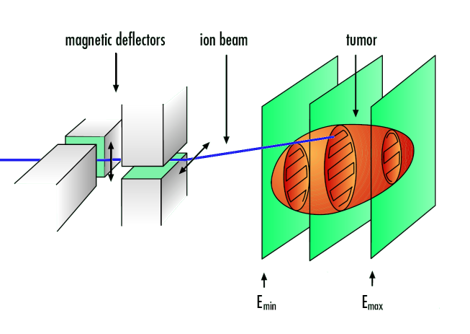 magnetic deflectors
ion beam
tumor
Emin
Emax